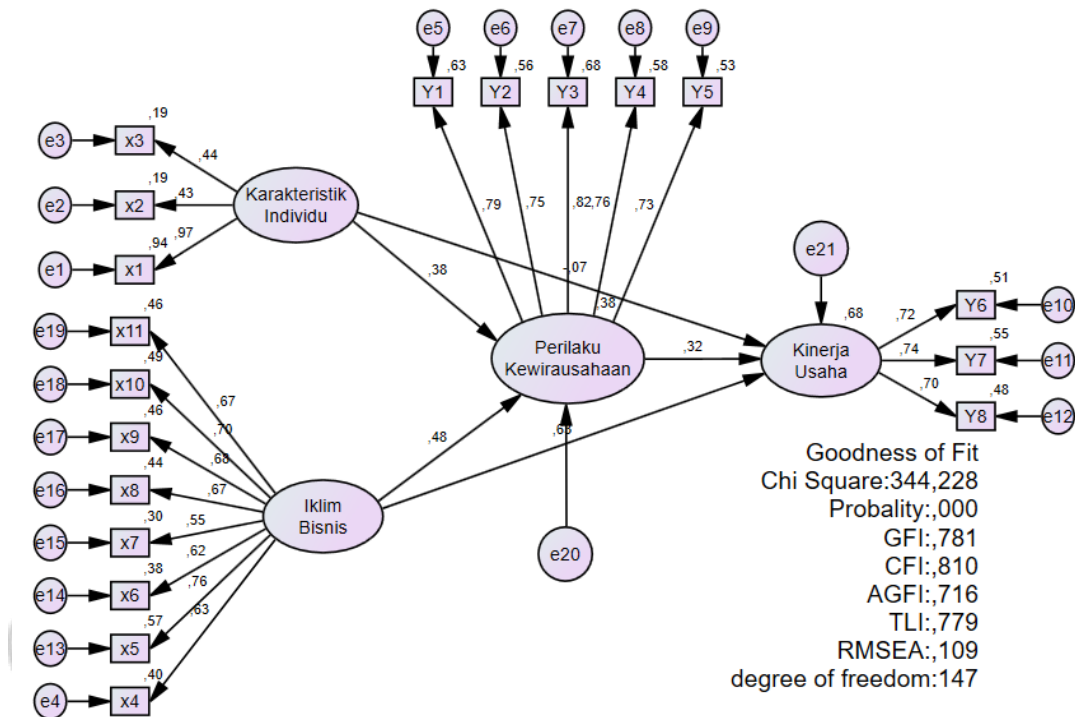 e5 e6 e7 e8 e9
,63 ,56 ,68 ,58 ,53
Y1 Y2 Y3 Y4 Y5
,19
e3 x3
,44
,19
e2 x2 ,43
,97
,94
e1 x1
Karakteristik
Individu
,79 ,75 ,82 ,76 ,73
,38
-,07
,38
e21
,68
Perilaku
Kewirausahaan
,32
Kinerja
Usaha
,51
,72 Y6 e10
,55
,74 Y7 e11
,48
,70 Y8 e12
,46
e19 x11
,67
,49
e18 x10
,70
,46
e17 x9
,68
,44
e16 x8
,67
,30
e15 x7 ,55
,62
,38
e14 x6
,76
,57
e13 x5
,63
,40
e4 x4
Iklim
Bisnis
,48
,63
e20
Goodness of Fit
Chi Square:344,228
Probality:,000
GFI:,781
CFI:,810
AGFI:,716
TLI:,779
RMSEA:,109
degree of freedom:147